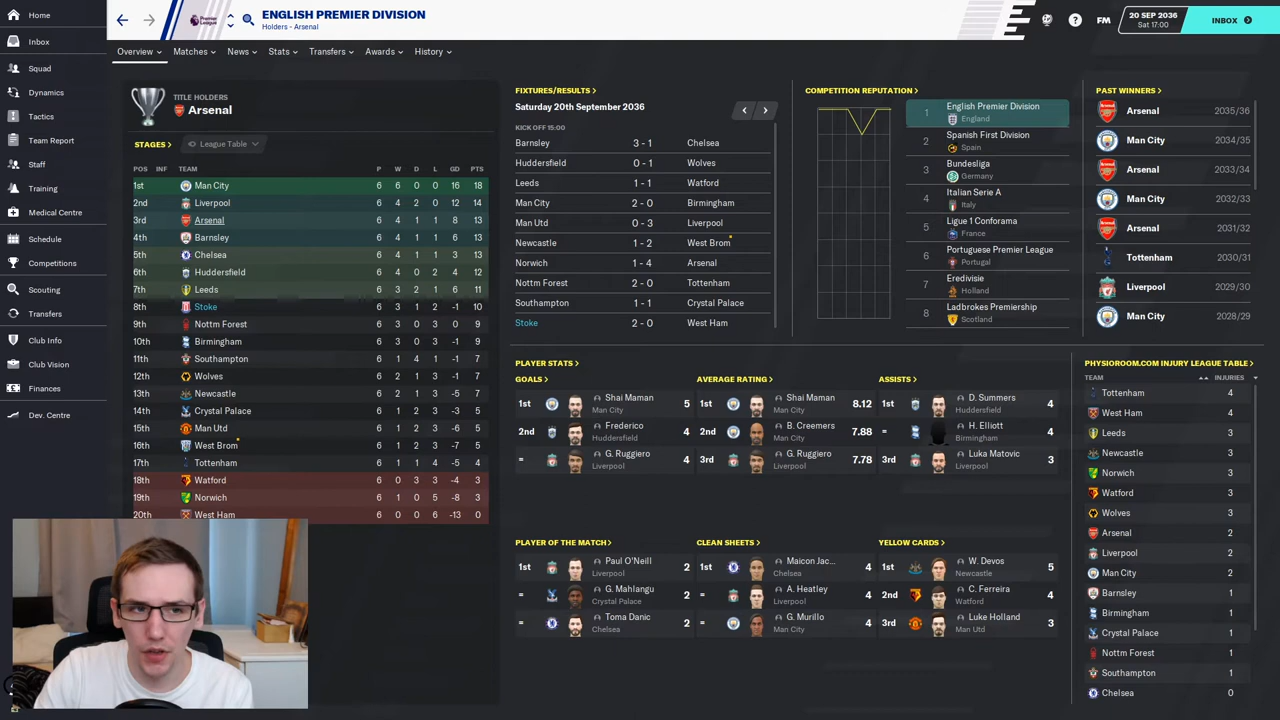 Home
Inbox
Squad
Dynamics
Tactics
Team Report
Staff
Training
Medical Centre
Schedule
Competitions
Scouting
Transfers
Club Info
Club Vision
Finances
Dev. Centre
Premier League
ENGLISH PREMIER DIVISION
Holders - Arsenal
?
FM
20 SEP 2036
Sat 17:00
INBOX
Overview Matches News Stats Transfers Awards History
TITLE HOLDERS
Arsenal
STAGES > League Table
POS INF TEAM P W D L GD PTS
1st Man City 6 6 0 0 16 18
2nd Liverpool 6 4 2 0 12 14
3rd Arsenal 6 4 1 1 8 13
4th Barnsley 6 4 1 1 6 13
5th Chelsea 6 4 1 1 3 13
6th Huddersfield 6 4 0 2 4 12
7th Leeds 6 3 2 1 6 11
8th Stoke 6 3 1 2 -1 10
9th Nottm Forest 6 3 0 3 0 9
10th Birmingham 6 3 0 3 -1 9
11th Southampton 6 1 4 1 -1 7
12th Wolves 6 2 1 3 -1 7
13th Newcastle 6 2 1 3 -5 7
14th Crystal Palace 6 1 2 3 -3 5
15th Man Utd 6 1 2 3 -6 5
16th West Brom 6 1 2 3 -7 5
17th Tottenham 6 1 1 4 -5 4
18th Watford 6 0 3 3 -4 3
19th Norwich 6 1 0 5 -8 3
20th West Ham 6 0 0 6 -13 0
FIXTURES/RESULTS >
Saturday 20th September 2036
KICK OFF 15:00
Barnsley 3 - 1 Chelsea
Huddersfield 0 - 1 Wolves
Leeds 1 - 1 Watford
Man City 2 - 0 Birmingham
Man Utd 0 - 3 Liverpool
Newcastle 1 - 2 West Brom
Norwich 1 - 4 Arsenal
Nottm Forest 2 - 0 Tottenham
Southampton 1 - 1 Crystal Palace
Stoke 2 - 0 West Ham
COMPETITION REPUTATION >
1 English Premier Division
England
2 Spanish First Division
Spain
3 Bundesliga
Germany
4 Italian Serie A
Italy
5 Ligue 1 Conforama
France
6 Portuguese Premier League
Portugal
7 Eredivisie
Holland
8 Ladbrokes Premiership
Scotland
PAST WINNERS >
Arsenal 2035/36
Man City 2034/35
Arsenal 2033/34
Man City 2032/33
Arsenal 2031/32
Tottenham 2030/31
Liverpool 2029/30
Man City 2028/29
PLAYER STATS >
GOALS >
1st Shai Maman 5
Man City
2nd Frederico 4
Huddersfield
= G. Ruggiero 4
Liverpool
AVERAGE RATING >
1st Shai Maman 8.12
Man City
2nd B. Creemers 7.88
Man City
3rd G. Ruggiero 7.78
Liverpool
ASSISTS >
1st D. Summers 4
Huddersfield
= H. Elliott 4
Birmingham
3rd Luka Matovic 3
Liverpool
PLAYER OF THE MATCH >
1st Paul O'Neill 2
Liverpool
= G. Mahlangu 2
Crystal Palace
= Toma Danic 2
Chelsea
CLEAN SHEETS >
1st Maicon Jac... 4
Chelsea
= A. Heatley 4
Liverpool
= G. Murillo 4
Man City
YELLOW CARDS >
1st W. Devos 5
Newcastle
2nd C. Ferreira 4
Watford
3rd Luke Holland 3
Man Utd
PHYSIOROOM.COM INJURY LEAGUE TABLE >
TEAM INJURIES
Tottenham 4
West Ham 4
Leeds 3
Newcastle 3
Norwich 3
Watford 3
Wolves 3
Arsenal 2
Liverpool 2
Man City 2
Barnsley 1
Birmingham 1
Crystal Palace 1
Nottm Forest 1
Southampton 1
Chelsea 0